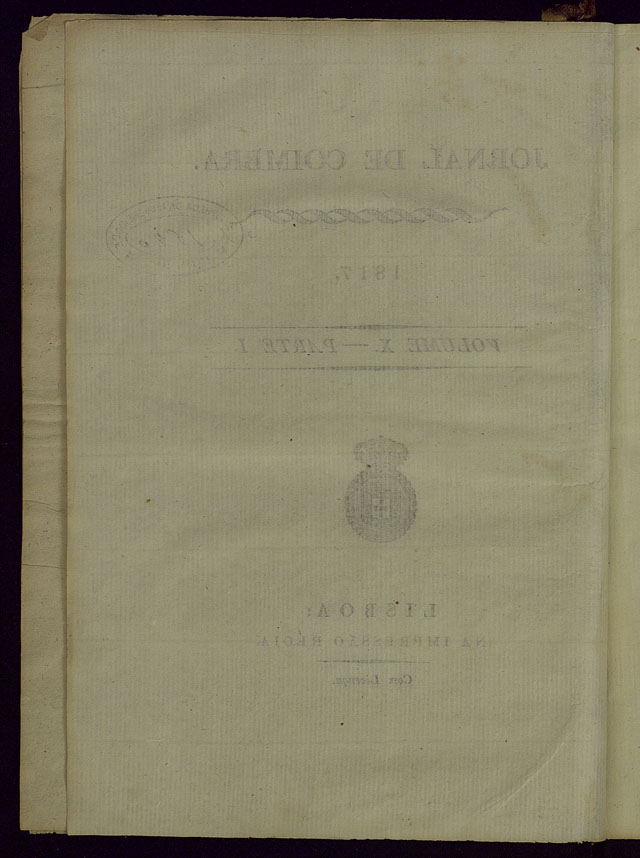 JORNAL DE COIMBRA.
1817,
VOLUME X. — PARTE I
LISBOA:
NA IMPRESSÃO REGIA
Com Licença.